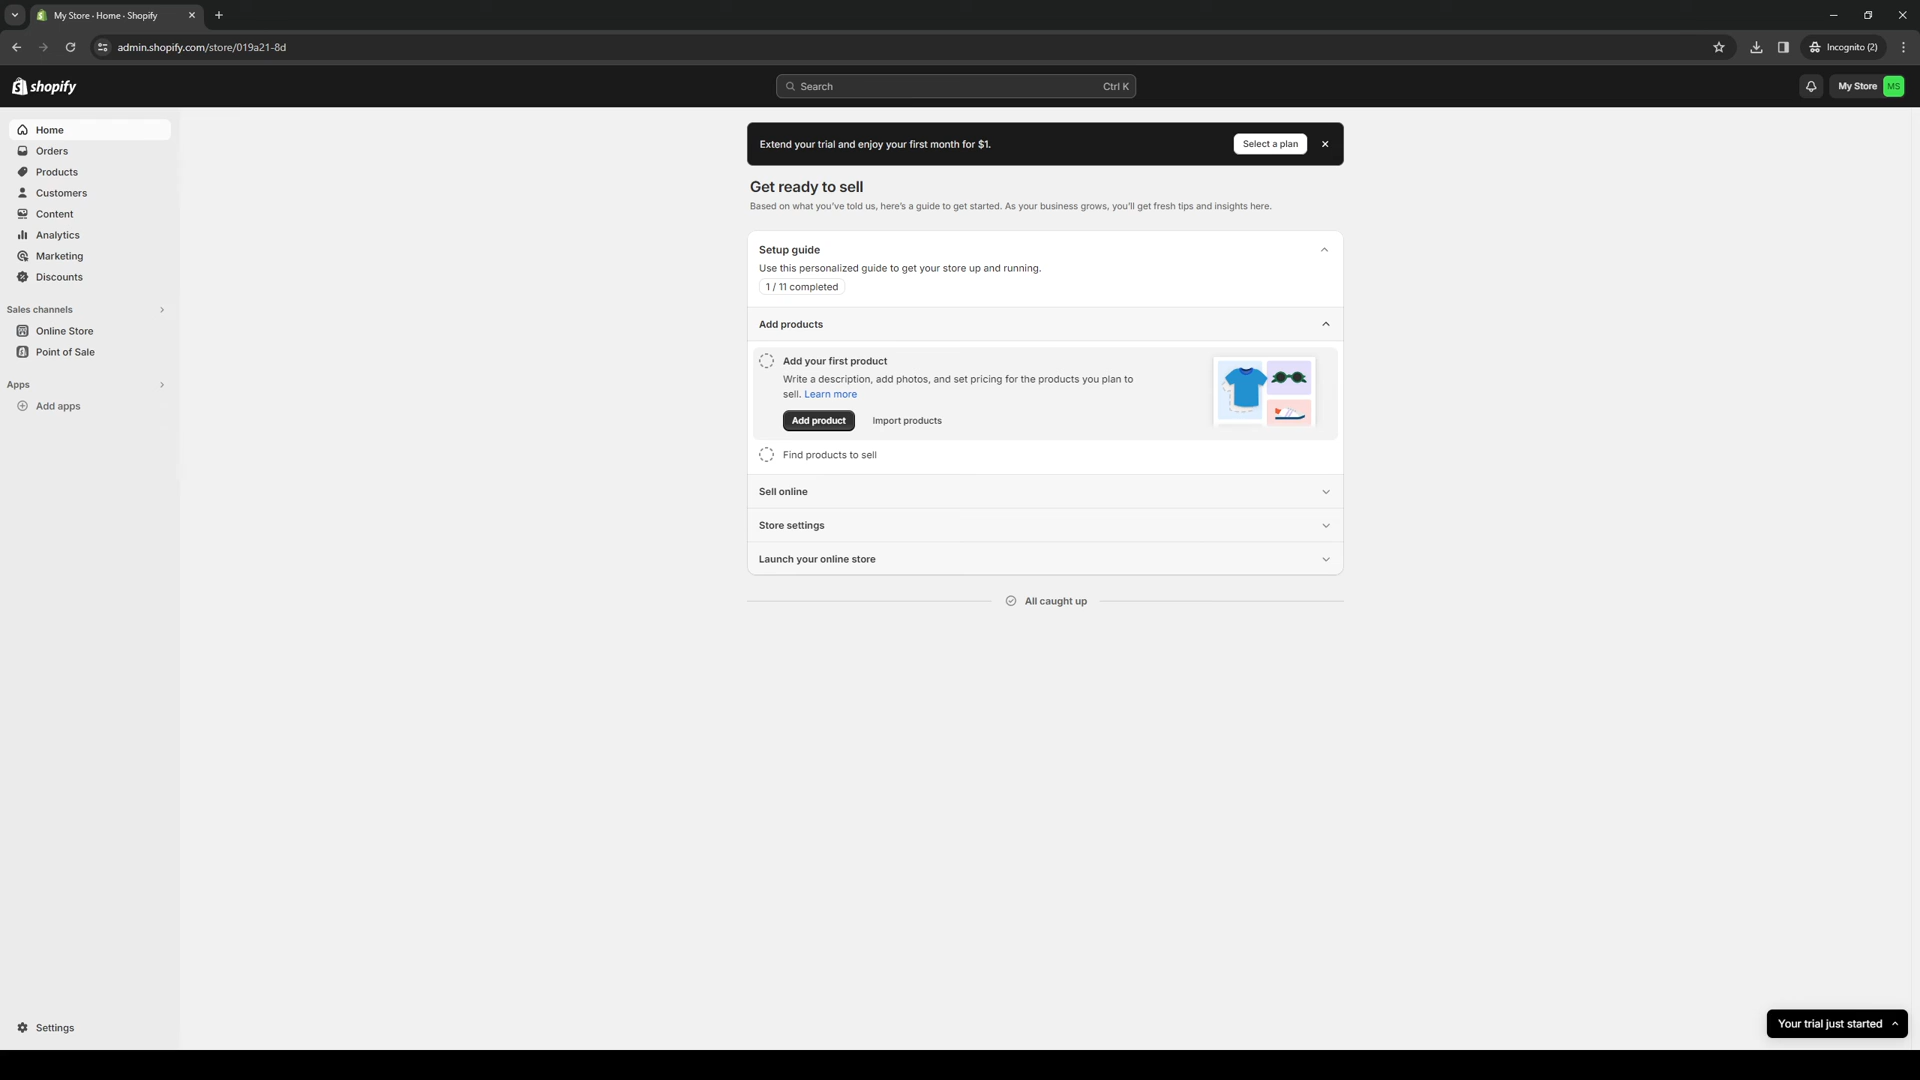 My Store · Home · Shopify
admin.shopify.com/store/019a21-8d
Incognito (2)
shopify
Search
Ctrl K
My Store
MS
Home
Orders
Products
Customers
Content
Analytics
Marketing
Discounts
Sales channels
Online Store
Point of Sale
Apps
Add apps
Settings
Extend your trial and enjoy your first month for $1.
Select a plan
Get ready to sell
Based on what you've told us, here's a guide to get started. As your business grows, you'll get fresh tips and insights here.
Setup guide
Use this personalized guide to get your store up and running.
1 / 11 completed
Add products
Add your first product
Write a description, add photos, and set pricing for the products you plan to
sell. Learn more
Add product
Import products
Find products to sell
Sell online
Store settings
Launch your online store
All caught up
Your trial just started